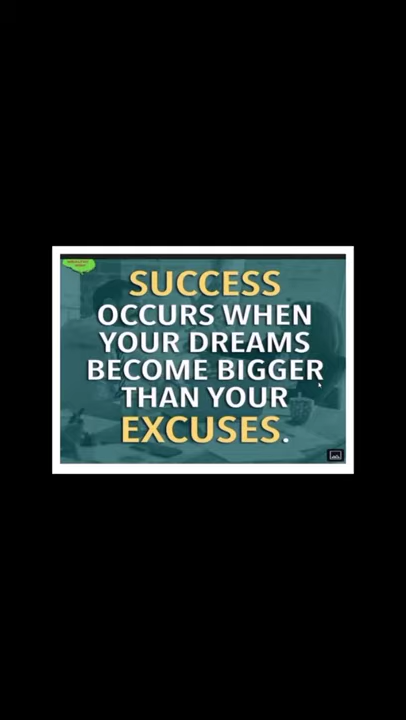 SUCCESS
OCCURS WHEN
YOUR DREAMS
BECOME BIGGER
THAN YOUR
EXCUSES.